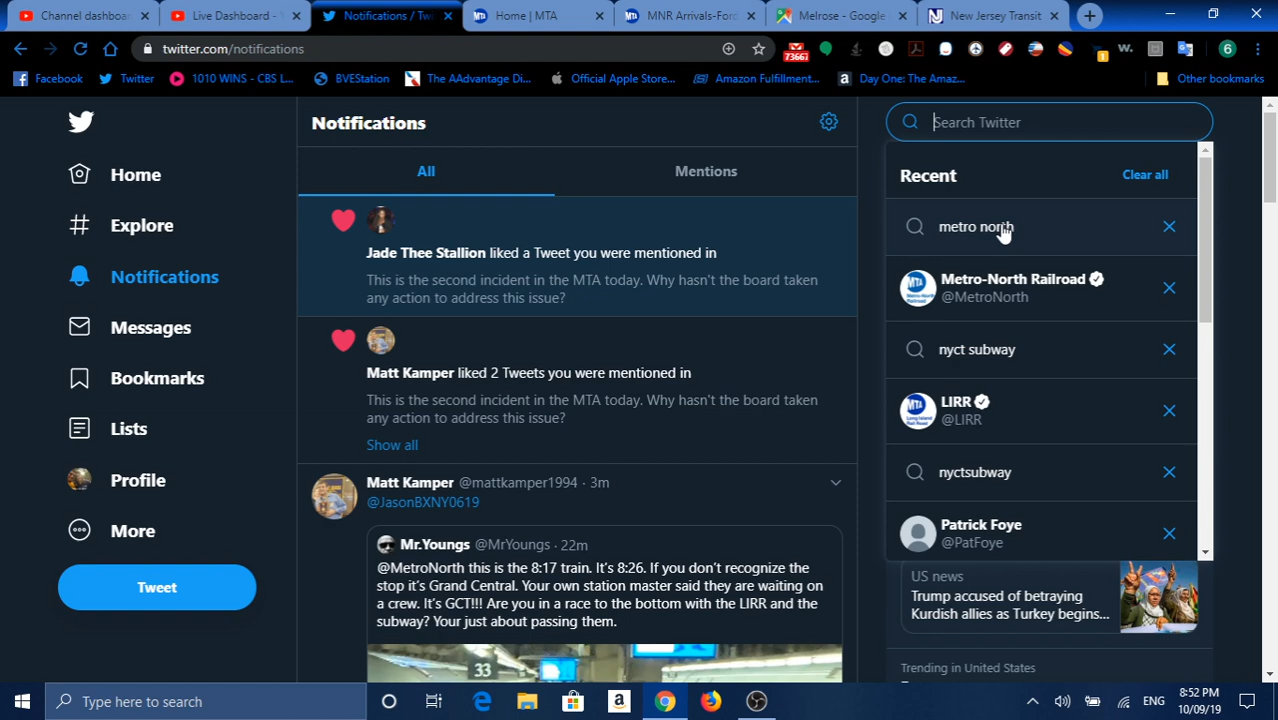 Channel dashboar
Live Dashboard - Y
Notifications / Tw
Home | MTA
MNR Arrivals-Ford
Melrose - Google
New Jersey Transit
twitter.com/notifications
73661
6
Facebook
Twitter
1010 WINS - CBS L...
BVEStation
The AAdvantage Di...
Official Apple Store...
Amazon Fulfillment...
Day One: The Amaz...
Other bookmarks
Home
Explore
Notifications
Messages
Bookmarks
Lists
Profile
More
Tweet
Notifications
All
Mentions
Jade Thee Stallion liked a Tweet you were mentioned in
This is the second incident in the MTA today. Why hasn't the board taken
any action to address this issue?
Matt Kamper liked 2 Tweets you were mentioned in
This is the second incident in the MTA today. Why hasn't the board taken
any action to address this issue?
Show all
Matt Kamper @mattkamper1994 · 3m
@JasonBXNY0619
Mr.Youngs @MrYoungs · 22m
@MetroNorth this is the 8:17 train. It's 8:26. If you don't recognize the
stop it's Grand Central. Your own station master said they are waiting on
a crew. It's GCT!!! Are you in a race to the bottom with the LIRR and the
subway? Your just about passing them.
33
Search Twitter
Recent
Clear all
metro north
Metro-North Railroad
@MetroNorth
nyct subway
LIRR
@LIRR
nyctsubway
Patrick Foye
@PatFoye
US news
Trump accused of betraying
Kurdish allies as Turkey begins...
Trending in United States
Type here to search
ENG
8:52 PM
10/09/19